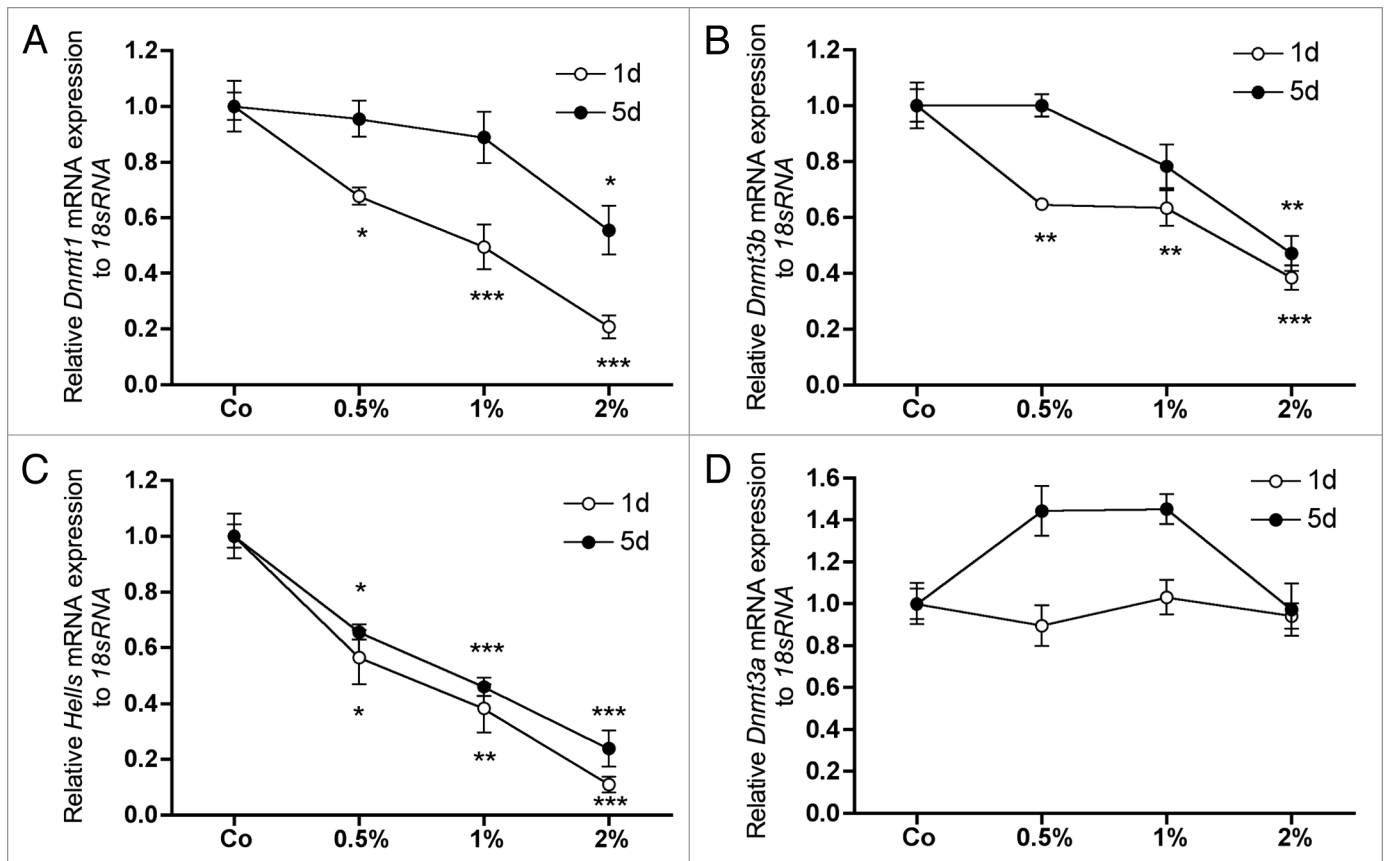 A
Relative Dnmt1 mRNA expression
to 18sRNA
1.2
1.0
0.8
0.6
0.4
0.2
0.0
1d
5d
*
*
***
***
Co 0.5% 1% 2%
B
Relative Dnmt3b mRNA expression
to 18sRNA
1.2
1.0
0.8
0.6
0.4
0.2
0.0
1d
5d
**
**
**
***
Co 0.5% 1% 2%
C
Relative Hells mRNA expression
to 18sRNA
1.2
1.0
0.8
0.6
0.4
0.2
0.0
1d
5d
*
***
***
*
**
***
Co 0.5% 1% 2%
D
Relative Dnmt3a mRNA expression
to 18sRNA
1.6
1.4
1.2
1.0
0.8
0.6
0.4
0.2
0.0
1d
5d
Co 0.5% 1% 2%